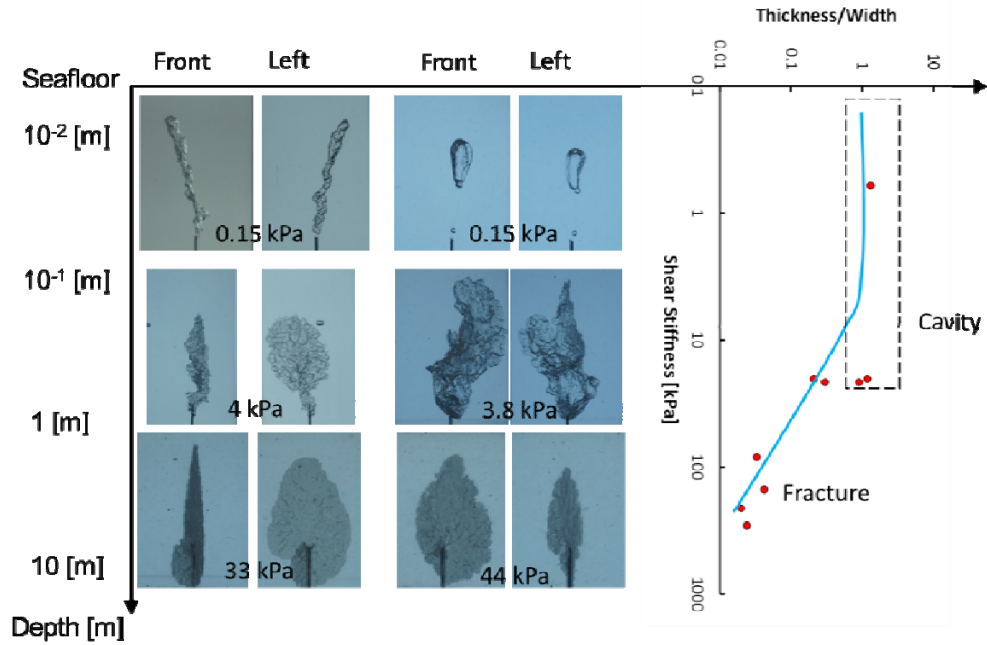 Thickness/Width
0.01 0.1 1 10
Front Left Front Left
Seafloor
0.1
10-2 [m]
0.15 kPa 0.15 kPa
1
10-1 [m]
Shear Stiffness [kPa]
Cavity
10
4 kPa 3.8 kPa
1 [m]
100
Fracture
10 [m]
33 kPa 44 kPa
1000
Depth [m]